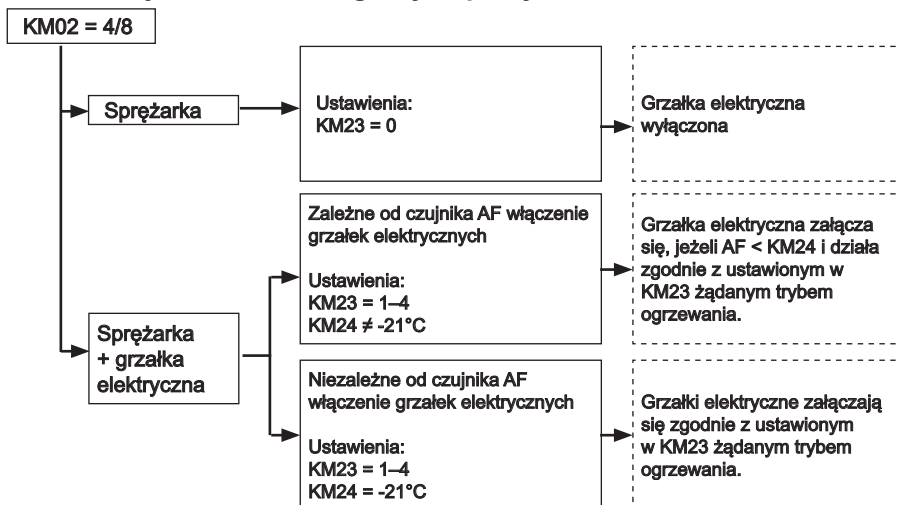 KM02 = 4/8
Sprężarka
Ustawienia:
KM23 = 0
Grzałka elektryczna
wyłączona
Sprężarka
+ grzałka
elektryczna
Zależne od czujnika AF włączenie
grzałek elektrycznych
Ustawienia:
KM23 = 1–4
KM24 ≠ -21°C
Grzałka elektryczna załącza
się, jeżeli AF < KM24 i działa
zgodnie z ustawionym w
KM23 żądanym trybem
ogrzewania.
Niezależne od czujnika AF
włączenie grzałek elektrycznych
Ustawienia:
KM23 = 1–4
KM24 = -21°C
Grzałki elektryczne załączają
się zgodnie z ustawionym
w KM23 żądanym trybem
ogrzewania.